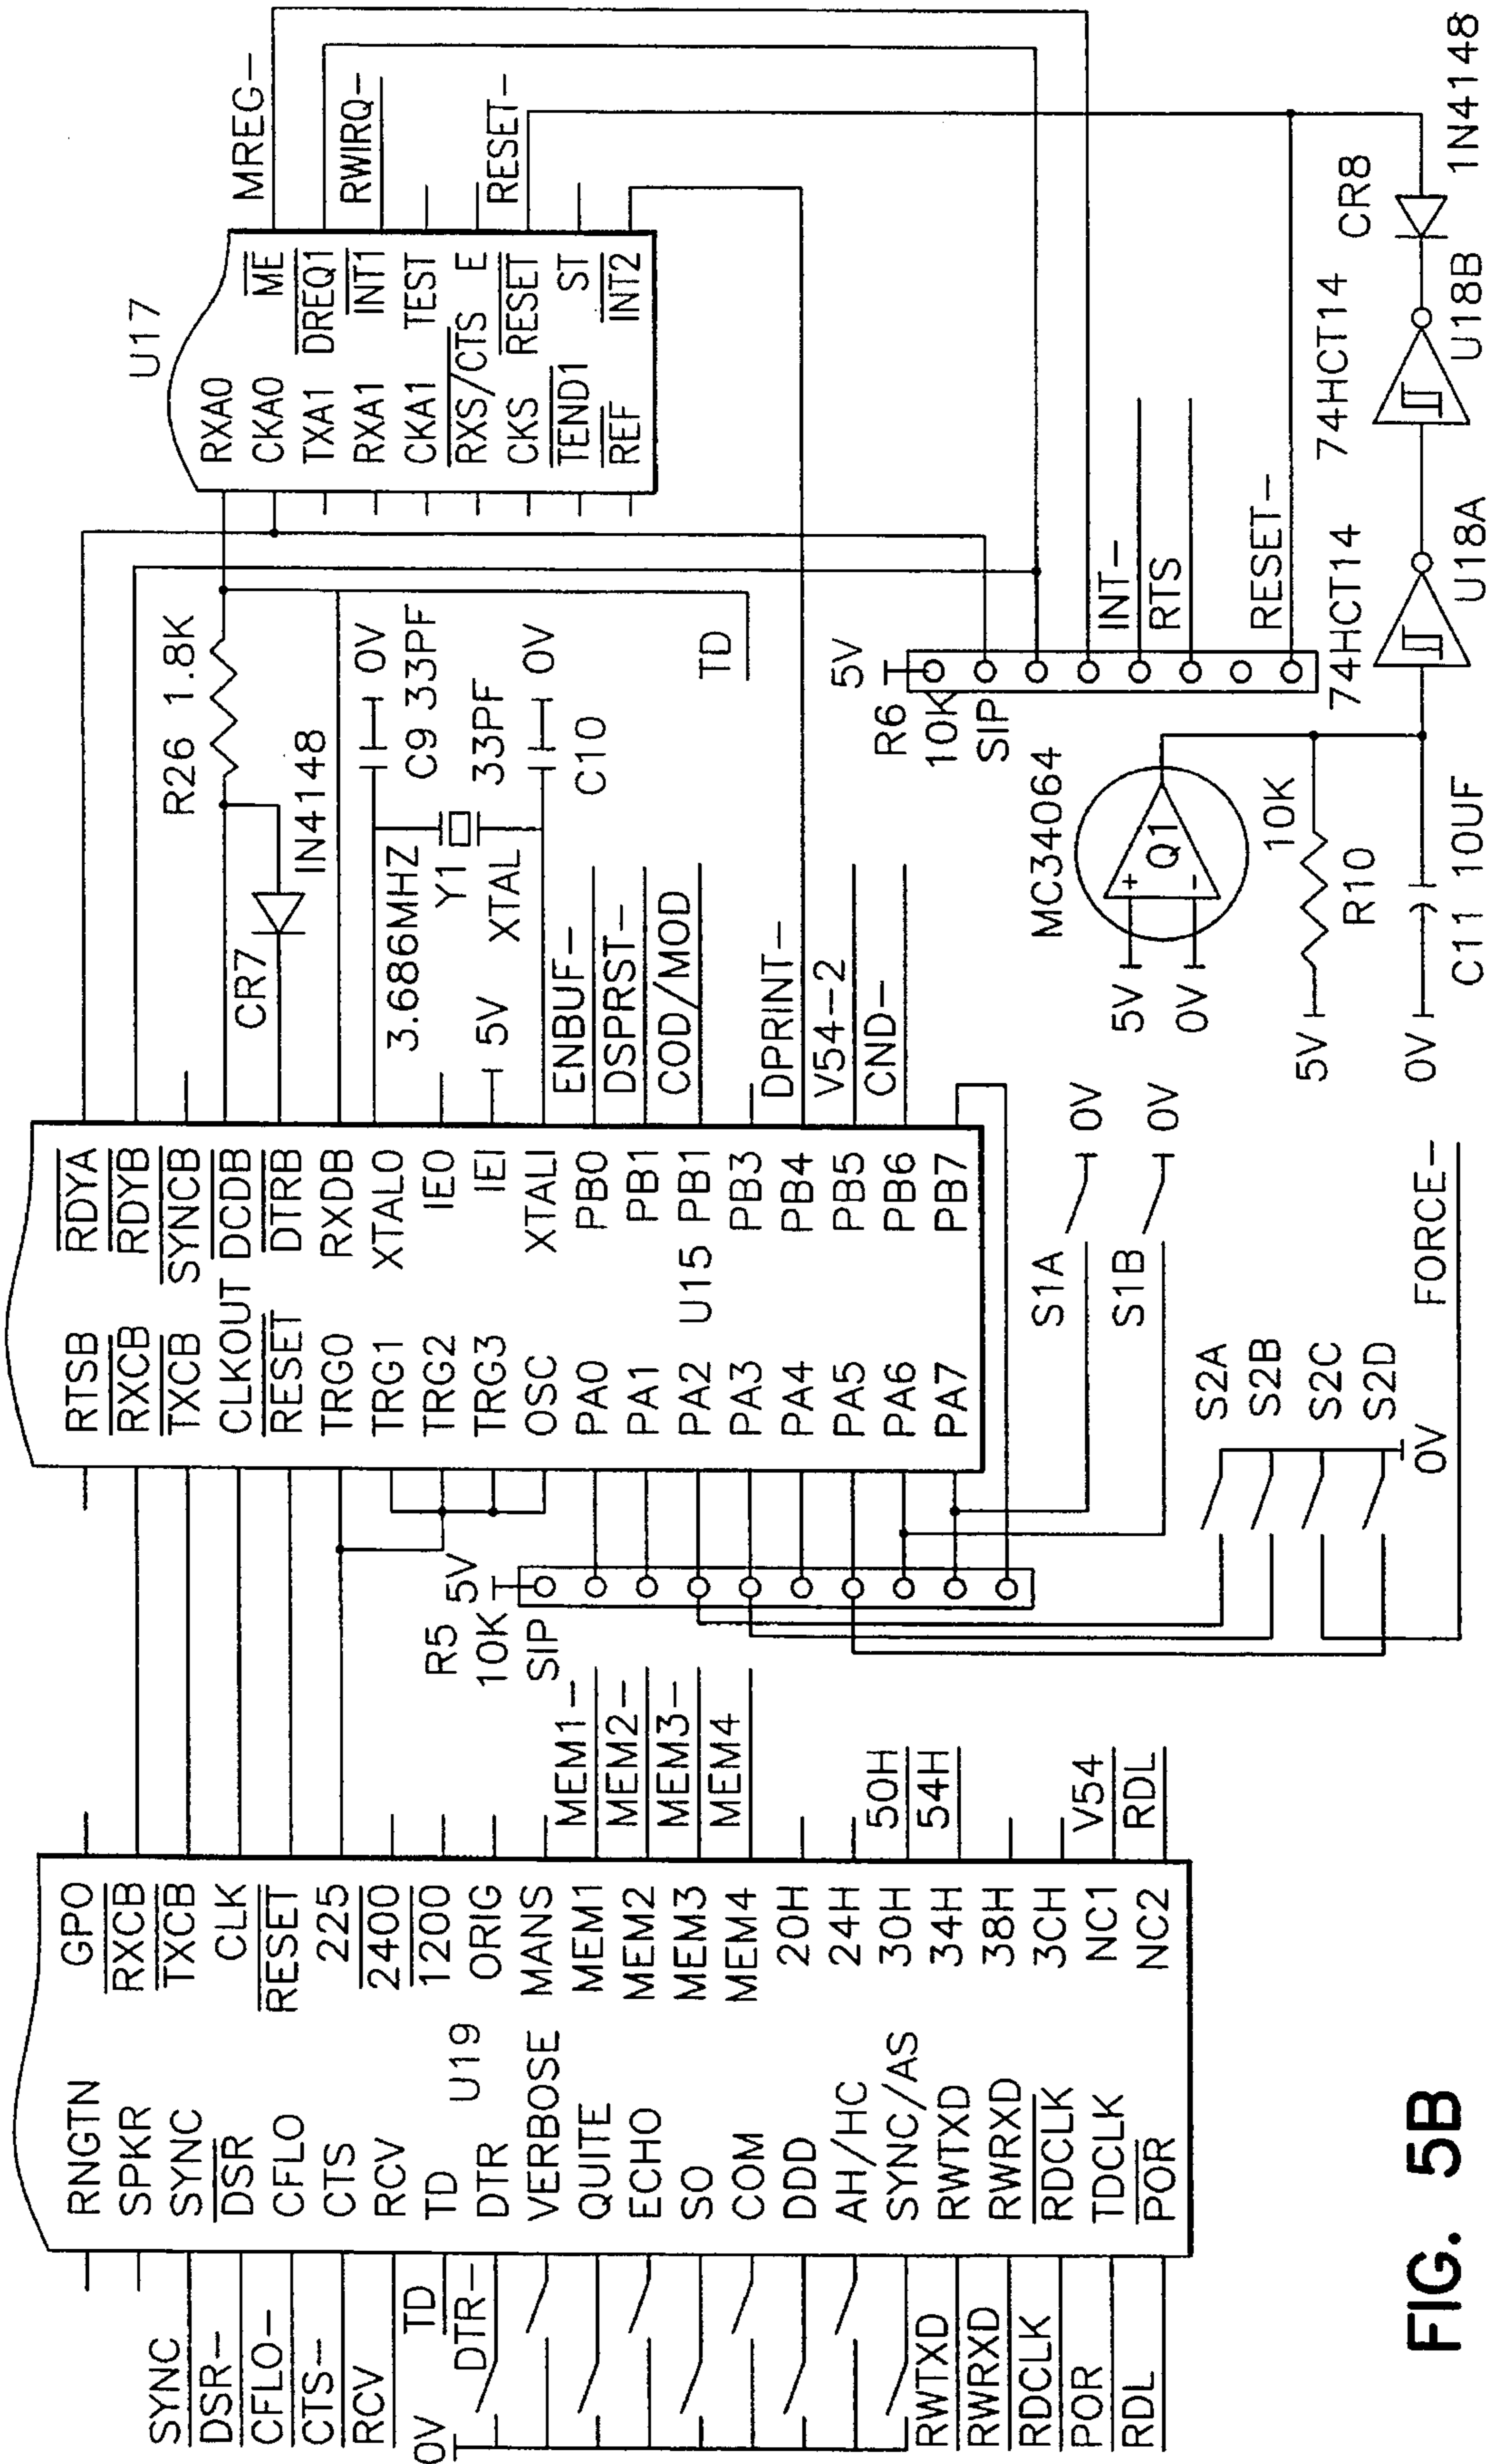 RNGTN
SPKR
SYNC
DSR
CFLO
CTS
RCV
TD
DTR
VERBOSE
QUITE
ECHO
SO
COM
DDD
AH/HC
SYNC/AS
RWTXD
RWRXD
RDCLK
TDCLK
POR
U19
GPO
RXCB
TXCB
CLK
RESET
225
2400
1200
ORIG
MANS
MEM1
MEM2
MEM3
MEM4
20H
24H
30H
34H
38H
3CH
NC1
NC2
SYNC
DSR-
CFLO-
CTS-
RCV
TD
DTR-
0V
RWTXD
RWRXD
RDCLK
POR
RDL
MEM1-
MEM2-
MEM3-
MEM4
50H
54H
V54
RDL
R5
10K
SIP
5V
RTSB
RXCB
TXCB
CLKOUT
RESET
TRG0
TRG1
TRG2
TRG3
OSC
PA0
PA1
PA2
PA3
PA4
PA5
PA6
PA7
U15
RDYA
RDYB
SYNCB
DCDB
DTRB
RXDB
XTALO
IEO
IEI
XTALI
PB0
PB1
PB1
PB3
PB4
PB5
PB6
PB7
S1A
0V
S1B
0V
S2A
S2B
S2C
S2D
0V
FORCE-
CR7
IN4148
R26 1.8K
3.686MHZ
Y1
XTAL
5V
C9 33PF
0V
33PF
C10
0V
ENBUF-
DSPRST-
COD/MOD
DPRINT-
V54-2
CND-
TD
U17
RXA0
CKA0
TXA1
RXA1
CKA1
RXS/CTS
CKS
TEND1
REF
ME
DREQ1
INT1
TEST
E
RESET
ST
INT2
MREG-
RWIRQ-
RESET-
5V
R6
10K
SIP
INT-
RTS
RESET-
MC34064
Q1
+
-
5V
0V
10K
R10
5V
0V
C11 10UF
74HCT14
U18A
74HCT14
U18B
CR8
1N4148
FIG. 5B